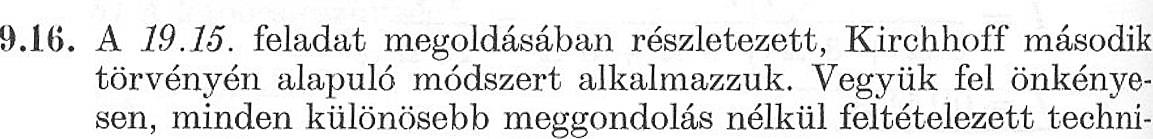 9.16. A 19.15. feladat megoldásában részletezett, Kirchhoff második
törvényén alapuló módszert alkalmazzuk. Vegyük fel önkénye-
sen, minden különösebb meggondolás nélkül feltételezett techni-